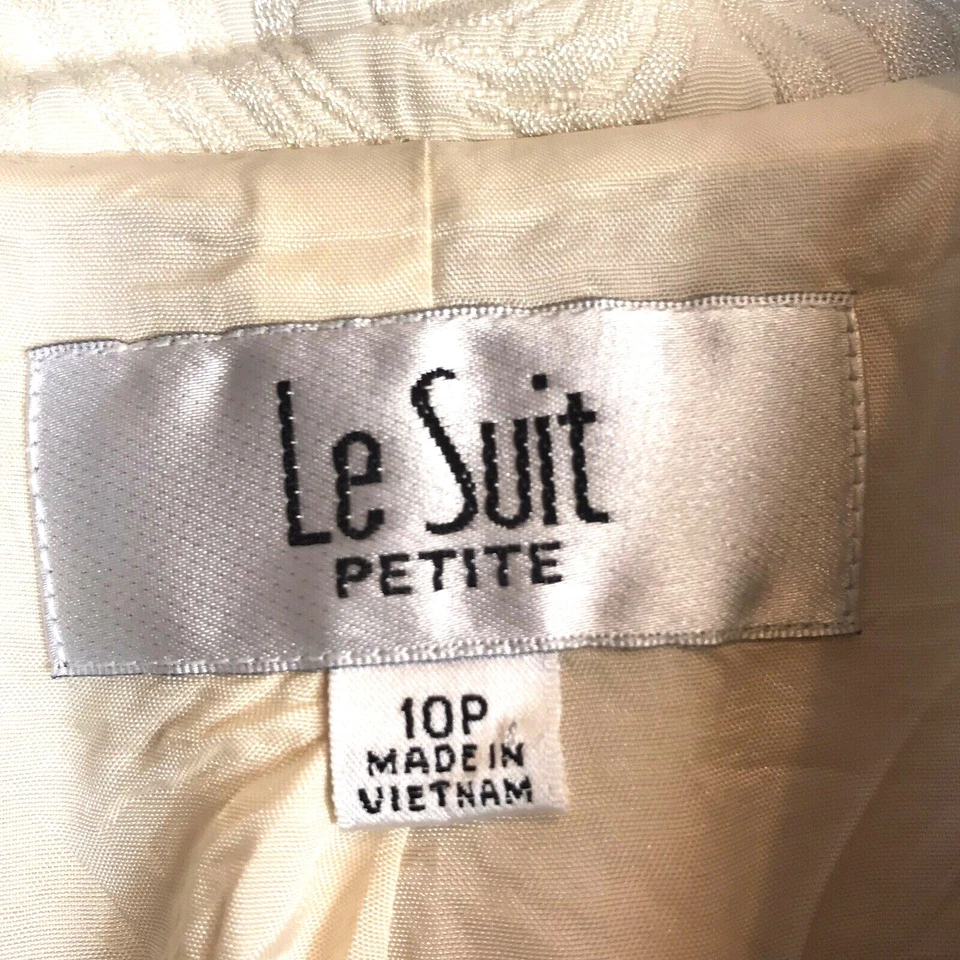 Le Suit
PETITE
10P
MADE IN
VIETNAM